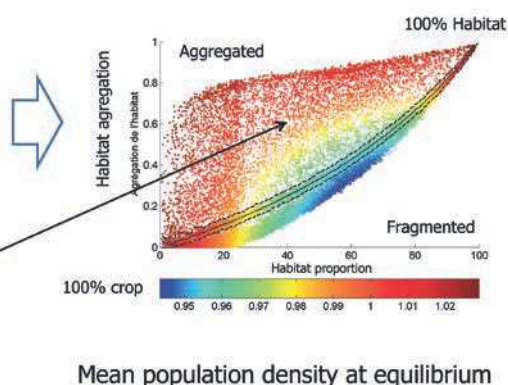 100% Habitat
Aggregated
Habitat agregation
Agrégation de l'habitat
1
0.8
0.6
0.4
0.2
0
Fragmented
0 20 40 60 80 100
Habitat proportion
100% crop
0.95 0.96 0.97 0.98 0.99 1 1.01 1.02
Mean population density at equilibrium